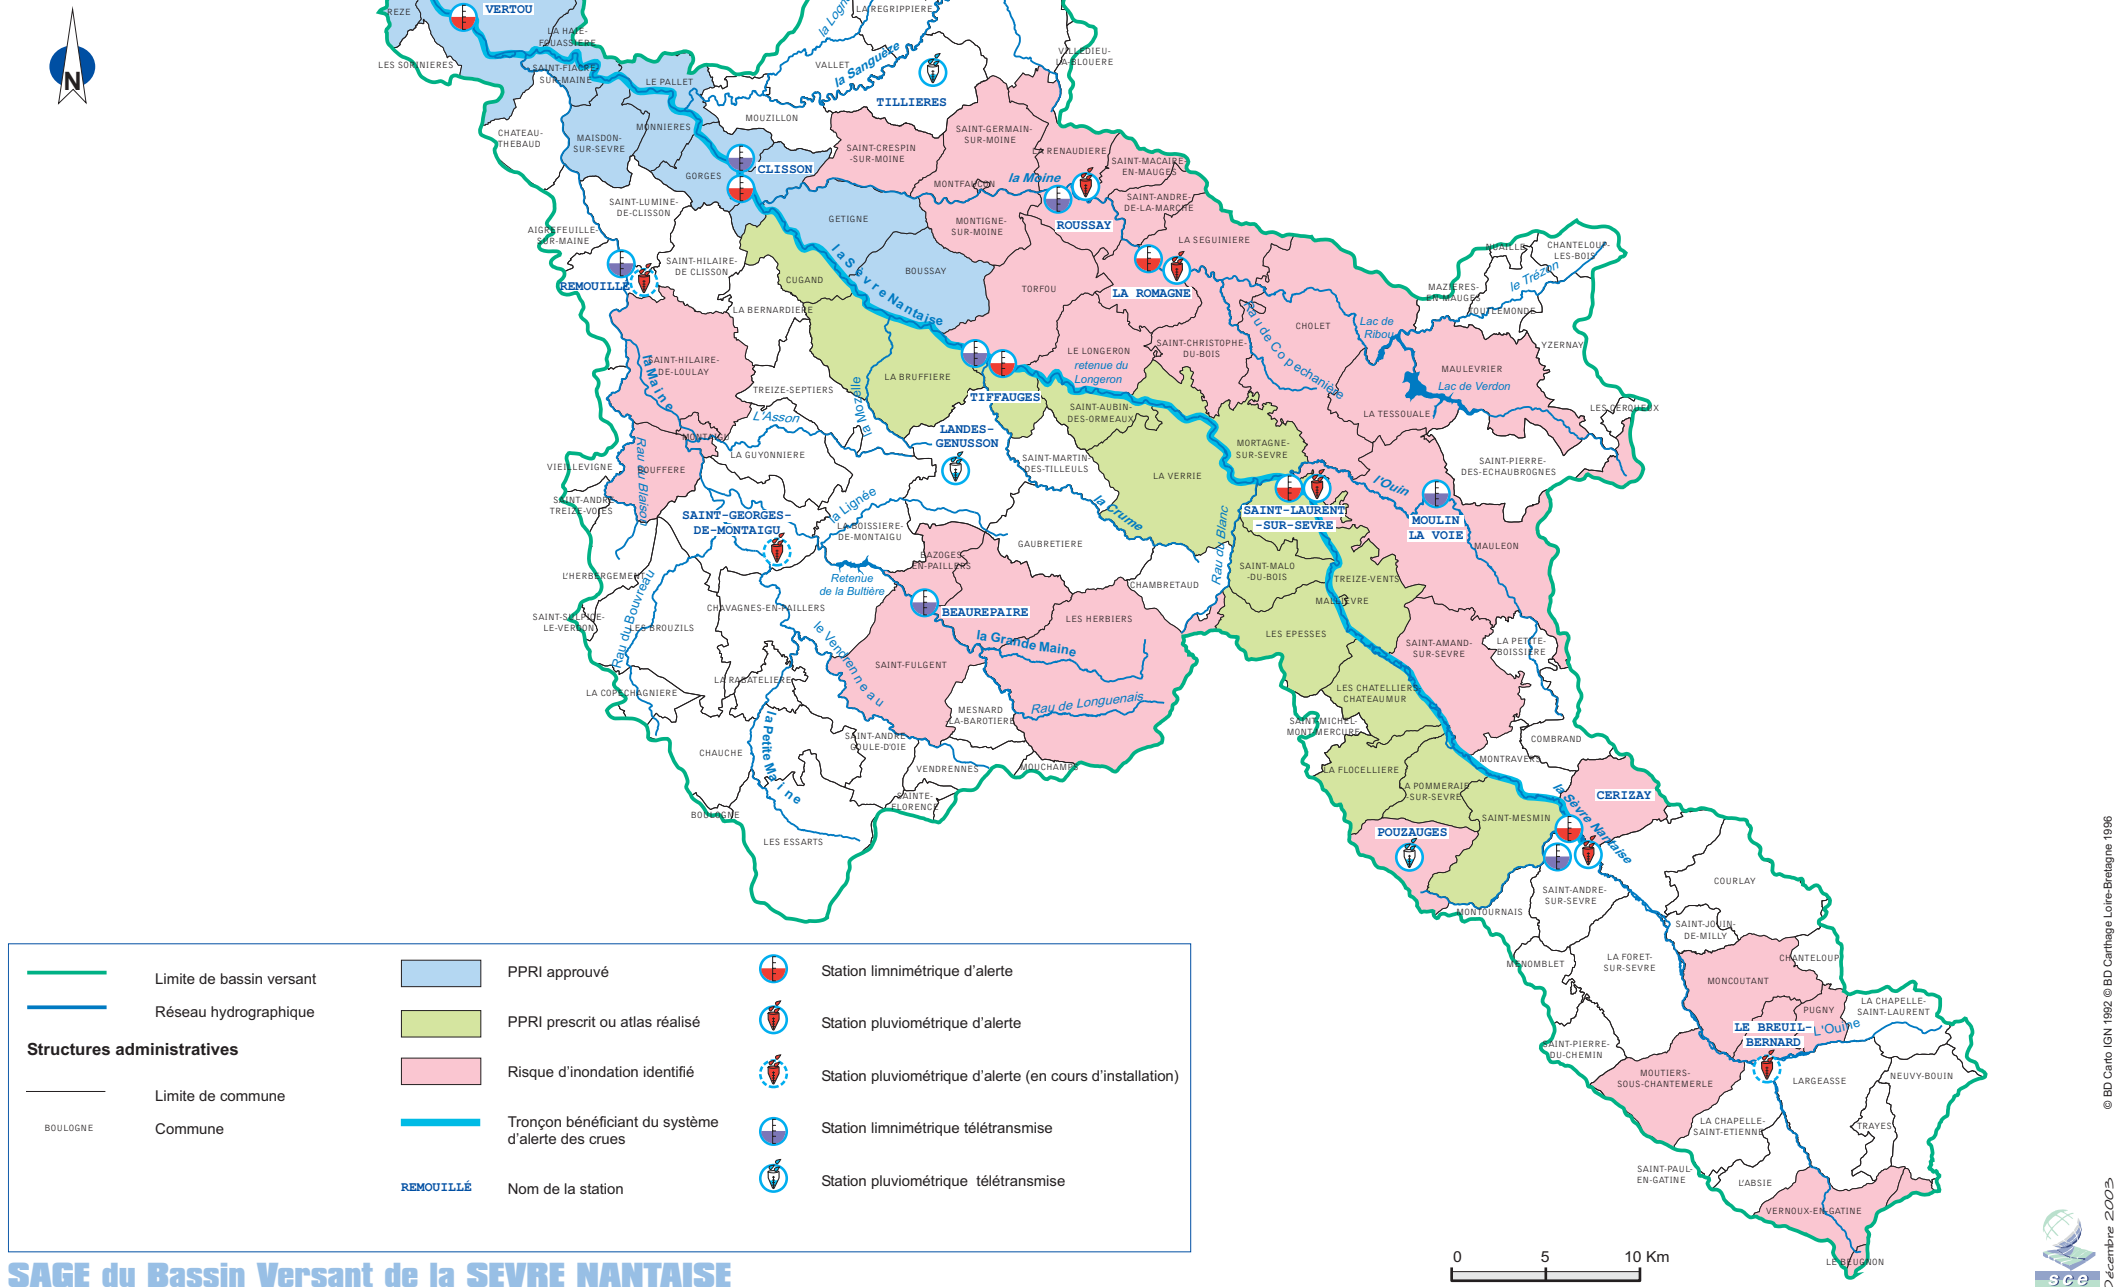 REZE
VERTOU
LA HAIE-
FOUASSIERE
LES SORINIERES
SAINT-FIACRE-
SUR-MAINE
LE PALLET
la Logne
LA REGRIPPIERE
VALLET
la Sanguèze
TILLIERES
VILLEDIEU-
LA-BLOUERE
N
CHATEAU-
THEBAUD
MAISDON-
SUR-SEVRE
MONNIERES
MOUZILLON
GORGES
CLISSON
SAINT-CRESPIN
-SUR-MOINE
SAINT-GERMAIN-
SUR-MOINE
LA RENAUDIERE
SAINT-MACAIRE-
EN-MAUGES
MONTFAUCON
la Moine
ROUSSAY
SAINT-ANDRE-
DE-LA-MARCHE
SAINT-LUMINE-
DE-CLISSON
GETIGNE
MONTIGNE-
SUR-MOINE
AIGREFEUILLE-
SUR-MAINE
SAINT-HILAIRE-
DE CLISSON
REMOUILLE
CUGAND
la Sèvre Nantaise
BOUSSAY
TORFOU
LA SEGUINIERE
LA ROMAGNE
NUAILLE
CHANTELOUP-
LES-BOIS
le Trézon
MAZIERES-
EN-MAUGES
TOUTLEMONDE
LA BERNARDIERE
CHOLET
Lac de
Ribou
YZERNAY
Rau de Copechanière
SAINT-HILAIRE-
DE-LOULAY
la Maine
LE LONGERON
retenue du
Longeron
SAINT-CHRISTOPHE-
DU-BOIS
MAULEVRIER
Lac de Verdon
LA BRUFFIERE
TREIZE-SEPTIERS
la Mozelle
TIFFAUGES
SAINT-AUBIN-
DES-ORMEAUX
LA TESSOUALE
LES CERQUEUX
L'Asson
MONTAIGU
LANDES-
GENUSSON
MORTAGNE-
SUR-SEVRE
LA GUYONNIERE
SAINT-MARTIN-
DES-TILLEULS
VIEILLEVIGNE
BOUFFERE
Rau du Blaison
LA VERRIE
SAINT-PIERRE-
DES-ECHAUBROGNES
l'Ouin
SAINT-ANDRE-
TREIZE-VOIES
la Lignée
la Crume
SAINT-GEORGES-
DE-MONTAIGU
LA BOISSIERE-
DE-MONTAIGU
SAINT-LAURENT
-SUR-SEVRE
MOULIN
LA VOIE
Rau du Blanc
GAUBRETIERE
MAULEON
BAZOGES-
EN-PAILLERS
L'HERBERGEMENT
Retenue
de la Bultière
CHAMBRETAUD
SAINT-MALO
-DU-BOIS
TREIZE-VENTS
MALLIEVRE
Rau du Bouvreau
CHAVAGNES-EN-PAILLERS
BEAUREPAIRE
SAINT-SULPICE-
LE-VERDON
LES BROUZILS
LES HERBIERS
LES EPESSES
la Grande Maine
le Vendrenneau
SAINT-AMAND-
SUR-SEVRE
LA PETITE-
BOISSIERE
SAINT-FULGENT
LA RABATELIERE
LA COPECHAGNIERE
LES CHATELLIERS-
CHATEAUMUR
Rau de Longuenais
MESNARD
LA-BAROTIERE
SAINT-MICHEL-
MONT-MERCURE
la Petite Maine
CHAUCHE
SAINT-ANDRE
GOULE-D'OIE
COMBRAND
VENDRENNES
MOUCHAMPS
MONTRAVERS
LA FLOCELLIERE
LA POMMERAIE
-SUR-SEVRE
CERIZAY
SAINTE-
FLORENCE
BOULOGNE
la Sèvre Nantaise
SAINT-MESMIN
POUZAUGES
LES ESSARTS
COURLAY
SAINT-ANDRE-
SUR-SEVRE
MONTOURNAIS
SAINT-JOUIN-
DE-MILLY
MENOMBLET
LA FORET-
SUR-SEVRE
CHANTELOUP
MONCOUTANT
PUGNY
LA CHAPELLE-
SAINT-LAURENT
LE BREUIL-
BERNARD
L'Ouine
SAINT-PIERRE-
DU-CHEMIN
MOUTIERS-
SOUS-CHANTEMERLE
LARGEASSE
NEUVY-BOUIN
LA CHAPELLE-
SAINT-ETIENNE
TRAYES
SAINT-PAUL-
EN-GATINE
L'ABSIE
VERNOUX-EN-GATINE
LE BEUGNON
Limite de bassin versant
Réseau hydrographique
Structures administratives
Limite de commune
BOULOGNE
Commune
PPRI approuvé
PPRI prescrit ou atlas réalisé
Risque d'inondation identifié
Tronçon bénéficiant du système
d'alerte des crues
REMOUILLÉ
Nom de la station
Station limnimétrique d'alerte
Station pluviométrique d'alerte
Station pluviométrique d'alerte (en cours d'installation)
Station limnimétrique télétransmise
Station pluviométrique télétransmise
0 5 10 Km
SAGE du Bassin Versant de la SEVRE NANTAISE
© BD Carto IGN 1992 © BD Carthage Loire-Bretagne 1996
Décembre 2003
sce